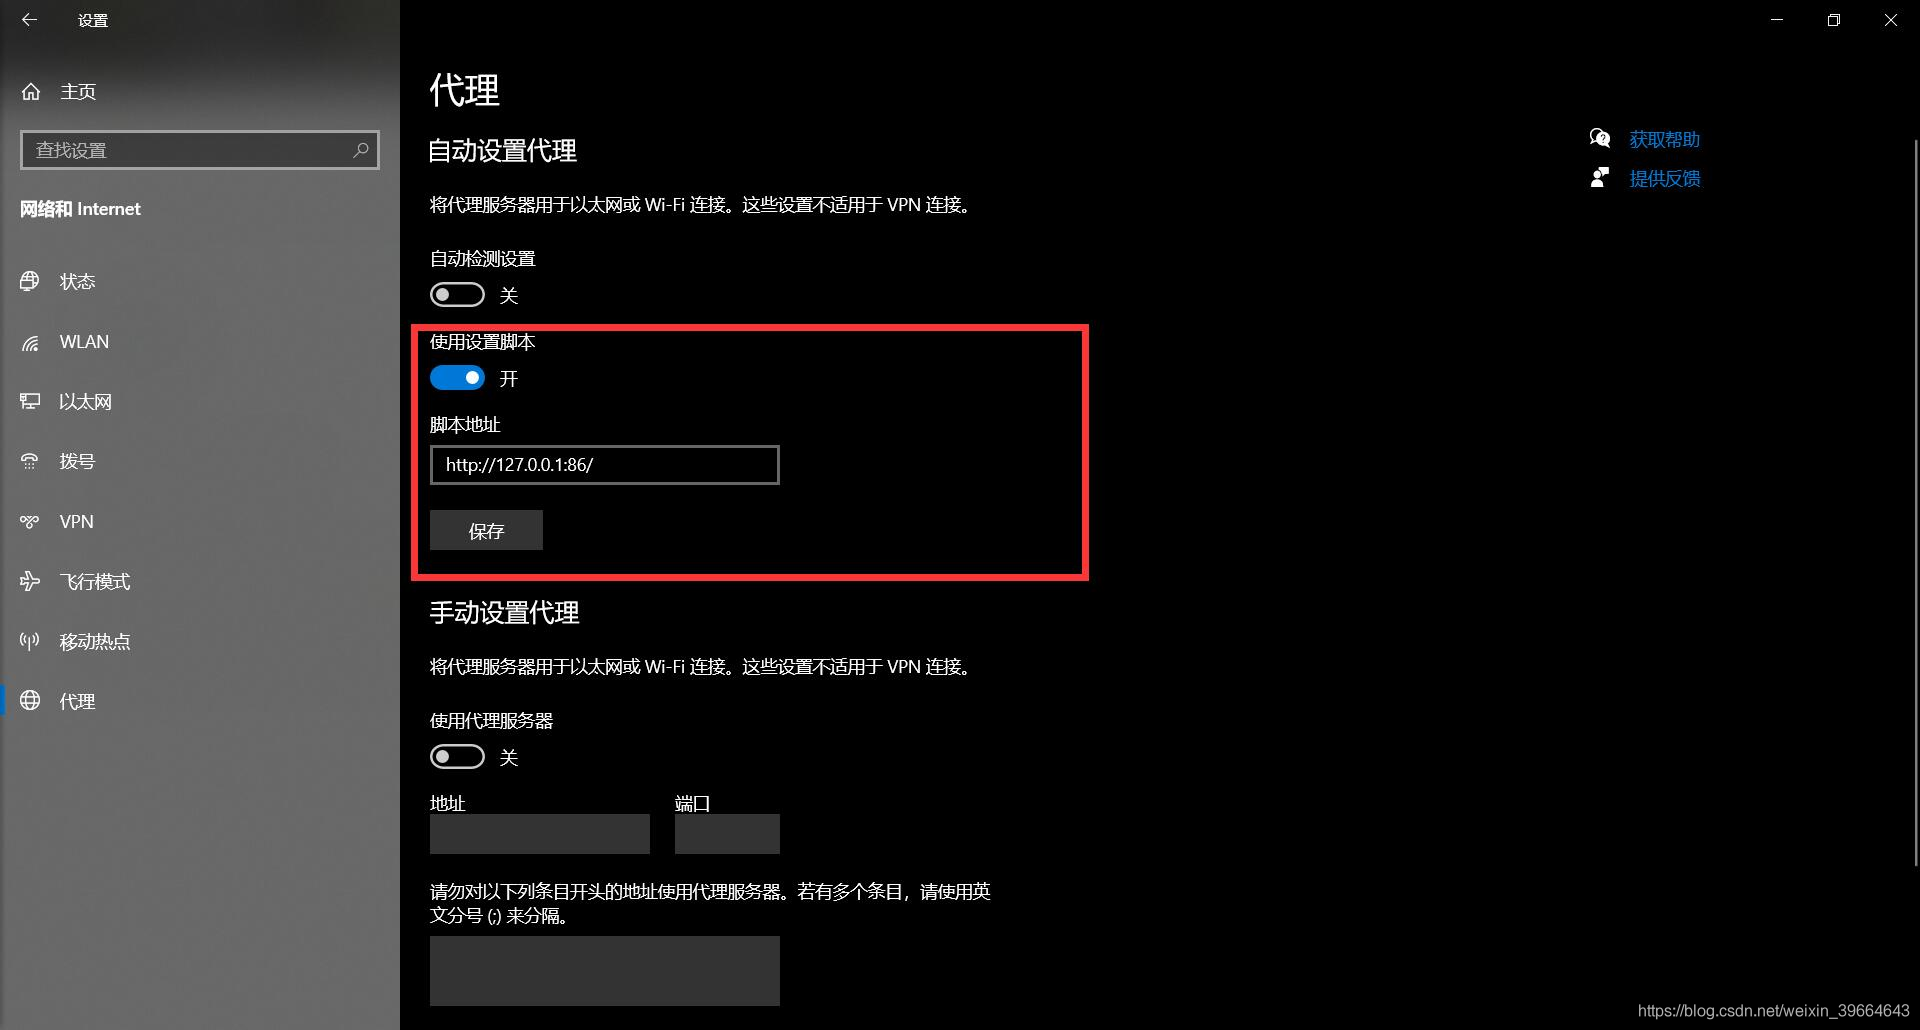 设置
主页
查找设置
网络和 Internet
状态
WLAN
以太网
拨号
VPN
飞行模式
移动热点
代理
代理
自动设置代理
将代理服务器用于以太网或 Wi-Fi 连接。这些设置不适用于 VPN 连接。
自动检测设置
关
使用设置脚本
开
脚本地址
http://127.0.0.1:86/
保存
手动设置代理
将代理服务器用于以太网或 Wi-Fi 连接。这些设置不适用于 VPN 连接。
使用代理服务器
关
地址 端口
请勿对以下列条目开头的地址使用代理服务器。若有多个条目，请使用英
文分号 (;) 来分隔。
获取帮助
提供反馈
https://blog.csdn.net/weixin_39664643